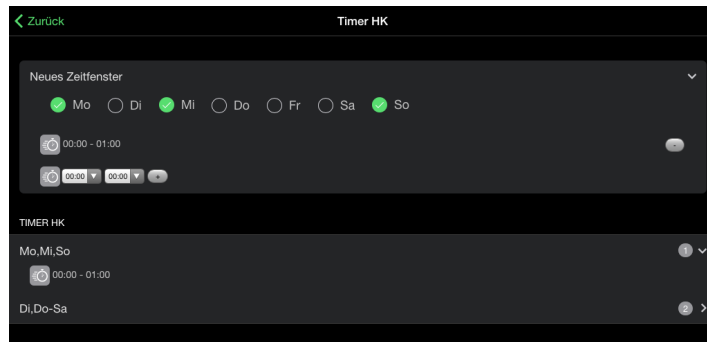 Zurück
Timer HK
Neues Zeitfenster
Mo Di Mi Do Fr Sa So
00:00 - 01:00 -
00:00 00:00 +
TIMER HK
Mo,Mi,So 1
00:00 - 01:00
Di,Do-Sa 2